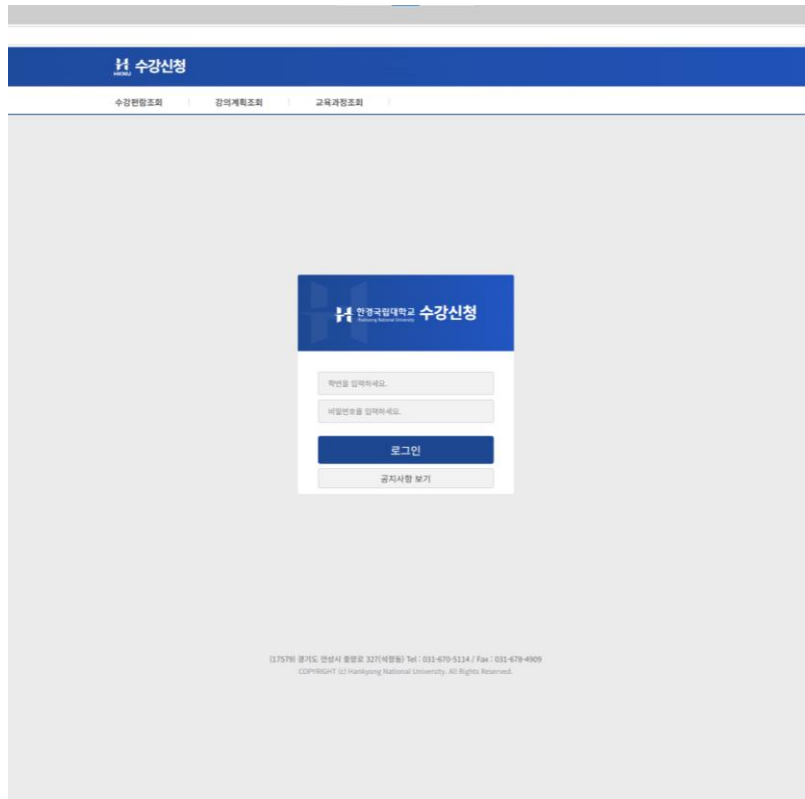 HKNU 수강신청
수강편람조회 강의계획조회 교육과정조회
한경국립대학교 수강신청
Hankyong National University
학번을 입력하세요.
비밀번호를 입력하세요.
로그인
공지사항 보기
(17579) 경기도 안성시 중앙로 327(석정동) Tel : 031-670-5114 / Fax : 031-678-4909
COPYRIGHT (c) Hankyong National University. All Rights Reserved.